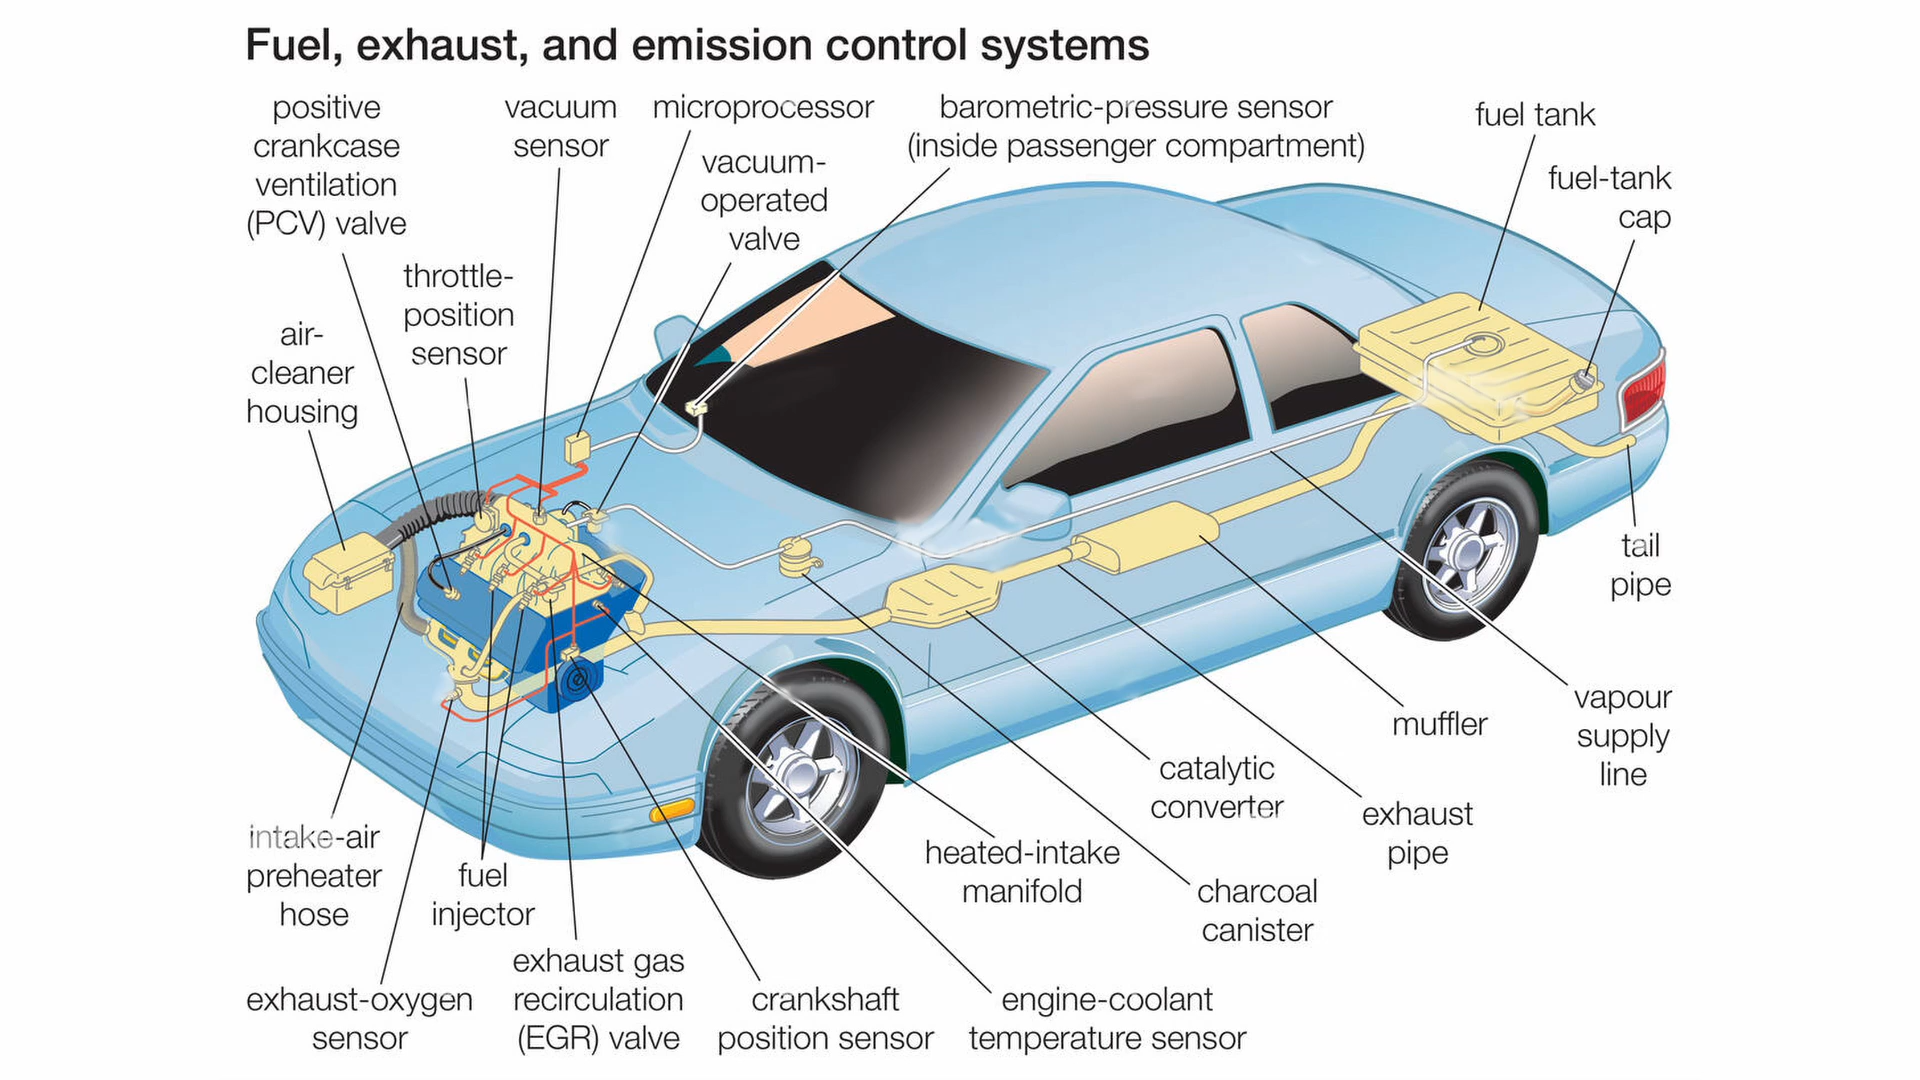 Fuel, exhaust, and emission control systems
positive
crankcase
ventilation
(PCV) valve
vacuum
sensor
microprocessor
vacuum-
operated
valve
barometric-pressure sensor
(inside passenger compartment)
fuel tank
fuel-tank
cap
throttle-
position
sensor
air-
cleaner
housing
tail
pipe
vapour
supply
line
muffler
catalytic
converter
exhaust
pipe
heated-intake
manifold
charcoal
canister
intake-air
preheater
hose
fuel
injector
exhaust gas
recirculation
(EGR) valve
exhaust-oxygen
sensor
crankshaft
position sensor
engine-coolant
temperature sensor